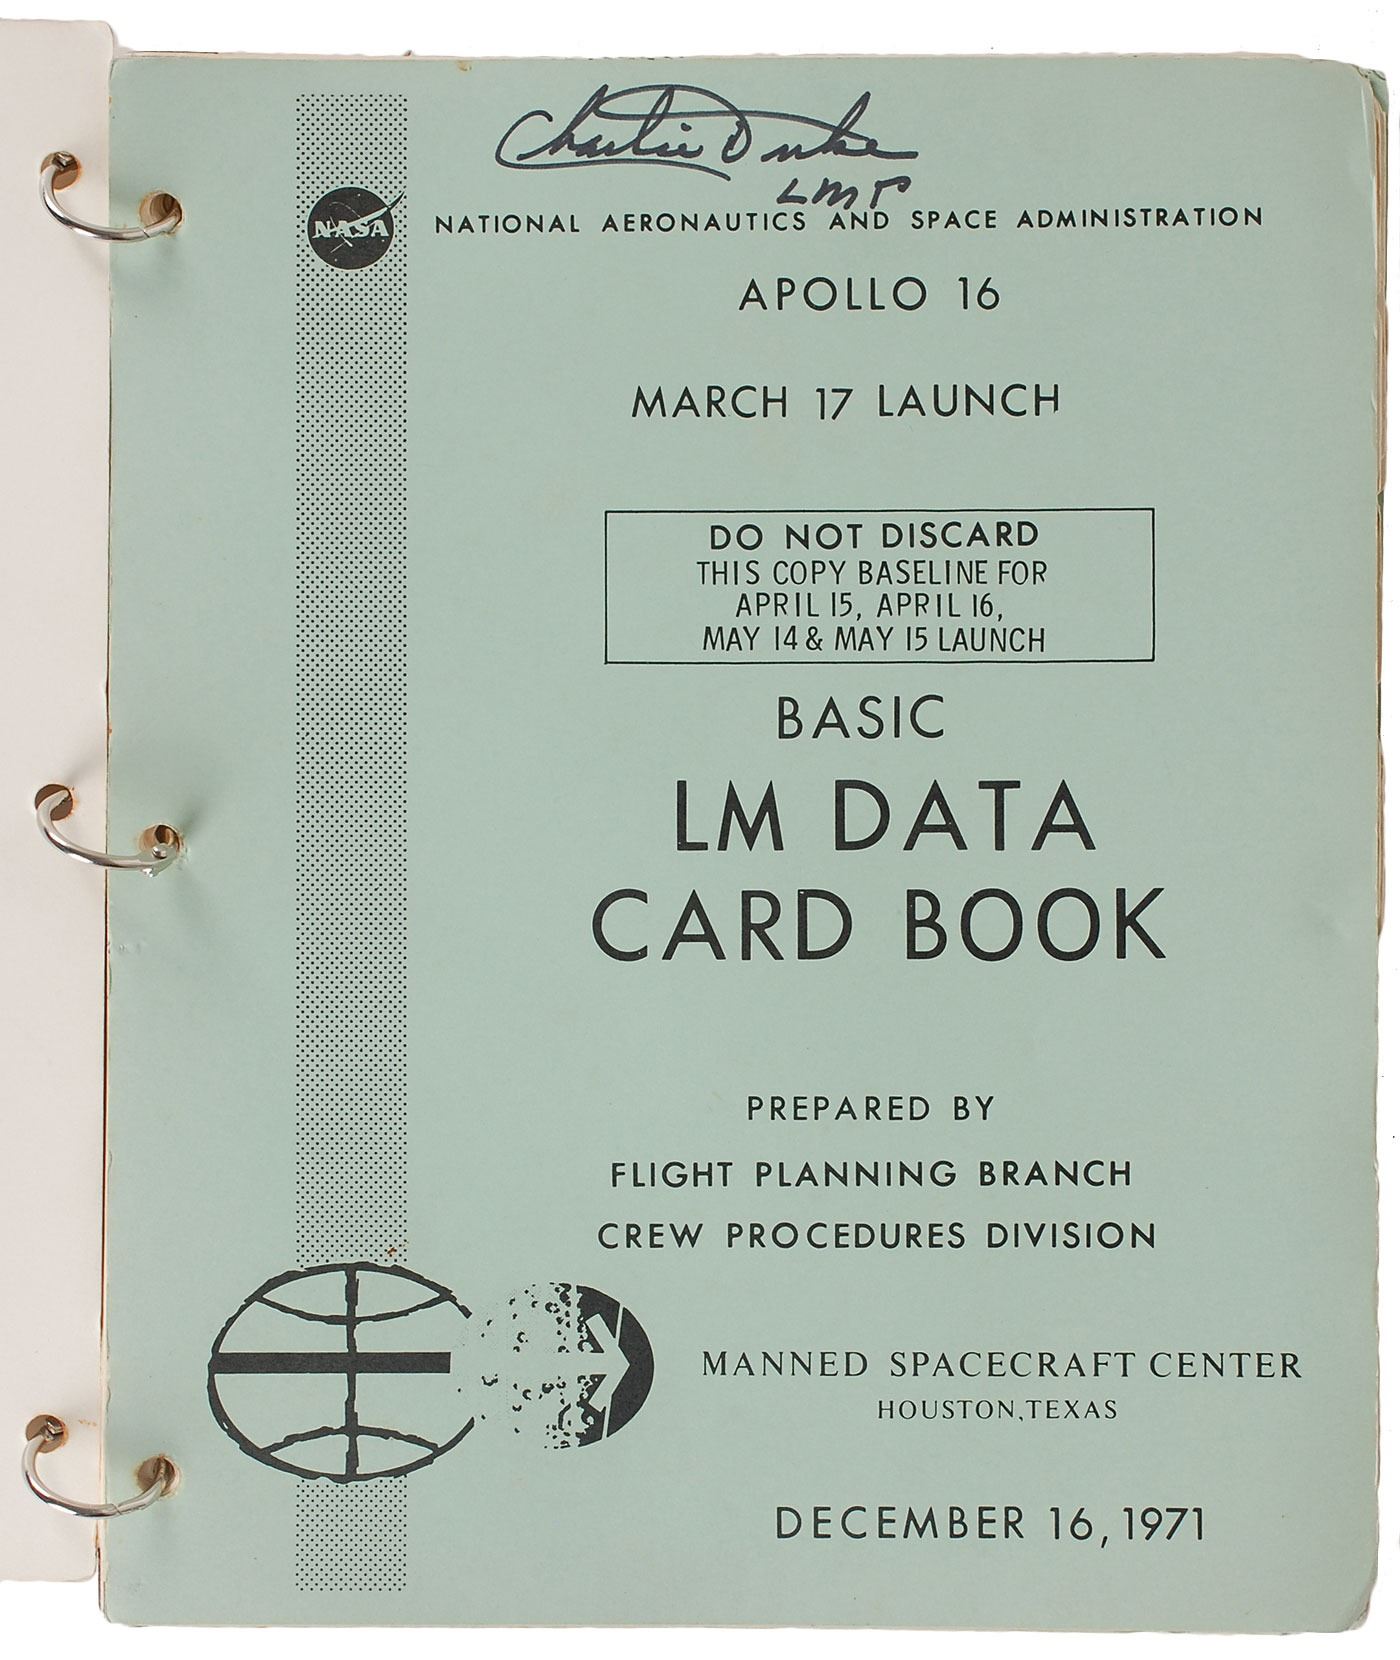 Charlie Duke
LMP
NASA
NATIONAL AERONAUTICS AND SPACE ADMINISTRATION
APOLLO 16
MARCH 17 LAUNCH
DO NOT DISCARD
THIS COPY BASELINE FOR
APRIL 15, APRIL 16,
MAY 14 & MAY 15 LAUNCH
BASIC
LM DATA
CARD BOOK
PREPARED BY
FLIGHT PLANNING BRANCH
CREW PROCEDURES DIVISION
MANNED SPACECRAFT CENTER
HOUSTON, TEXAS
DECEMBER 16, 1971